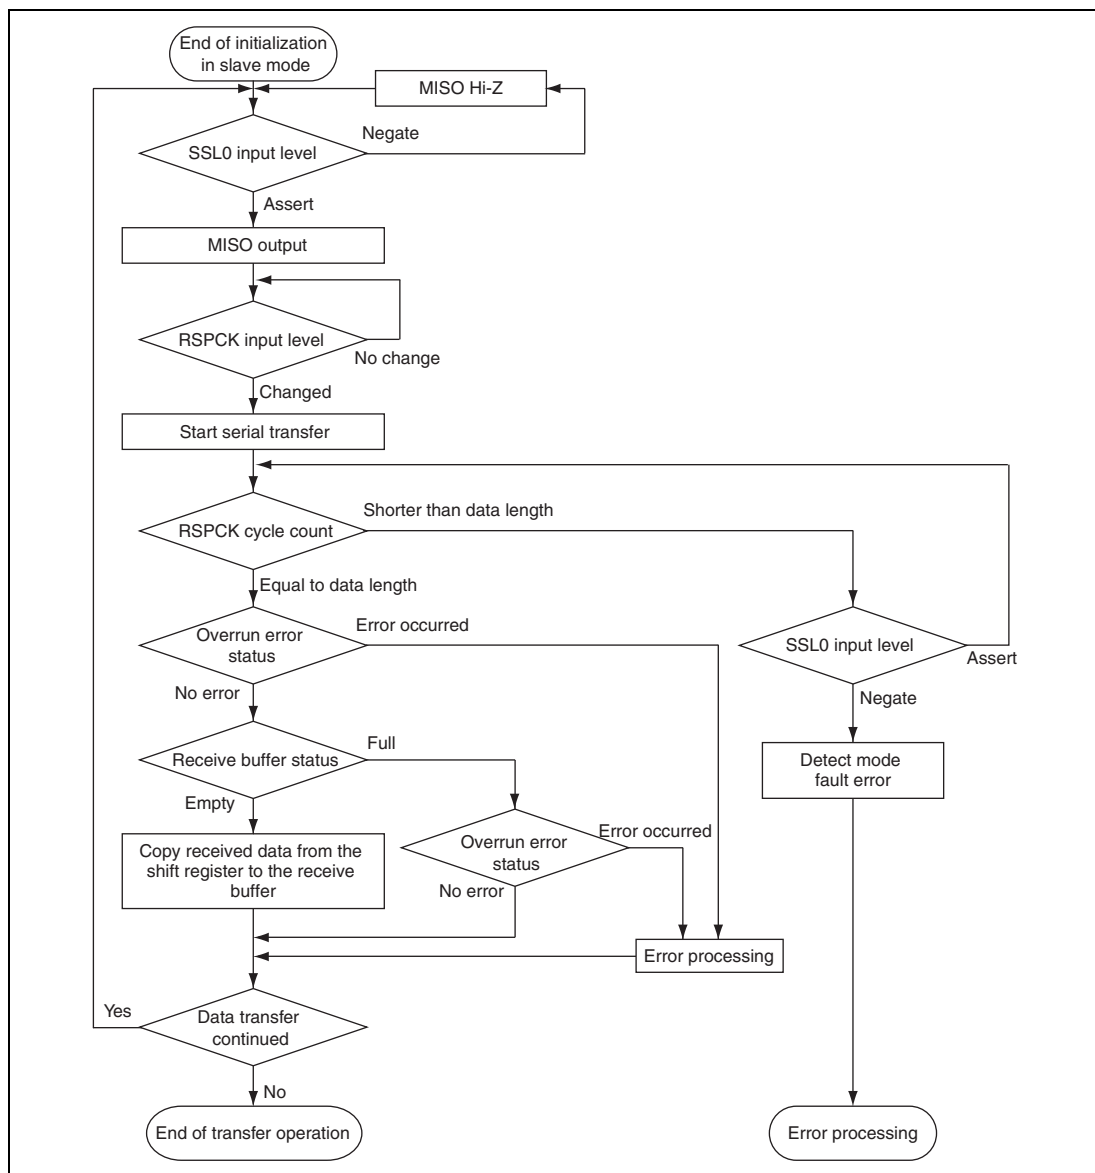 End of initialization
in slave mode
MISO Hi-Z
Negate
SSL0 input level
Assert
MISO output
RSPCK input level
No change
Changed
Start serial transfer
Shorter than data length
RSPCK cycle count
Equal to data length
Overrun error
status
Error occurred
SSL0 input level
Assert
No error
Negate
Receive buffer status
Full
Detect mode
fault error
Empty
Copy received data from the
shift register to the receive
buffer
Overrun error
status
Error occurred
No error
Error processing
Yes
Data transfer
continued
No
End of transfer operation
Error processing